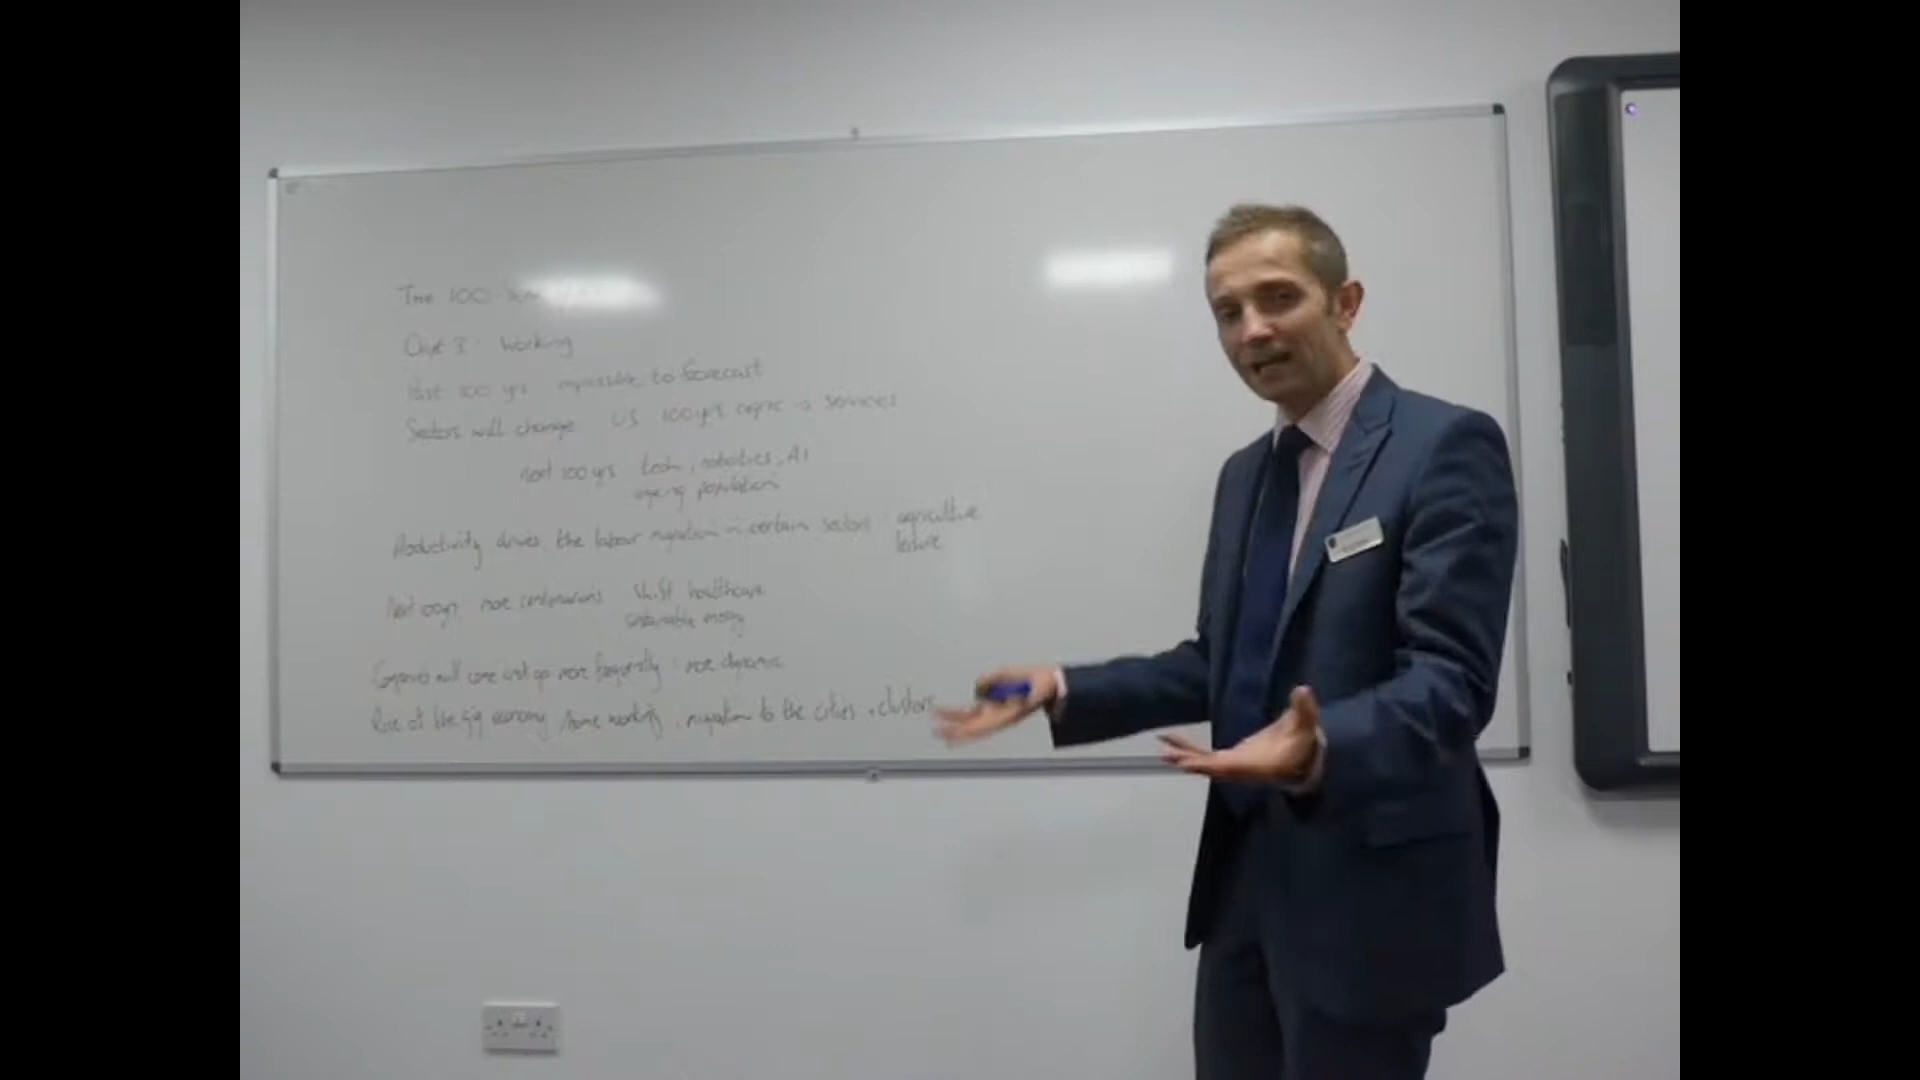 The 100-Year
Chpt 3: Working
Past 100 yrs impossible to forecast
Sectors will change US 100yrs agric → services
next 100 yrs tech, robotics, AI
ageing population
Productivity drives the labour migration in certain sectors: agriculture
leisure
Next 100yrs more centenarians shift healthcare
sustainable energy
Companies will come and go more frequently: more dynamic
Rise of the gig economy, home working, migration to the cities + clusters